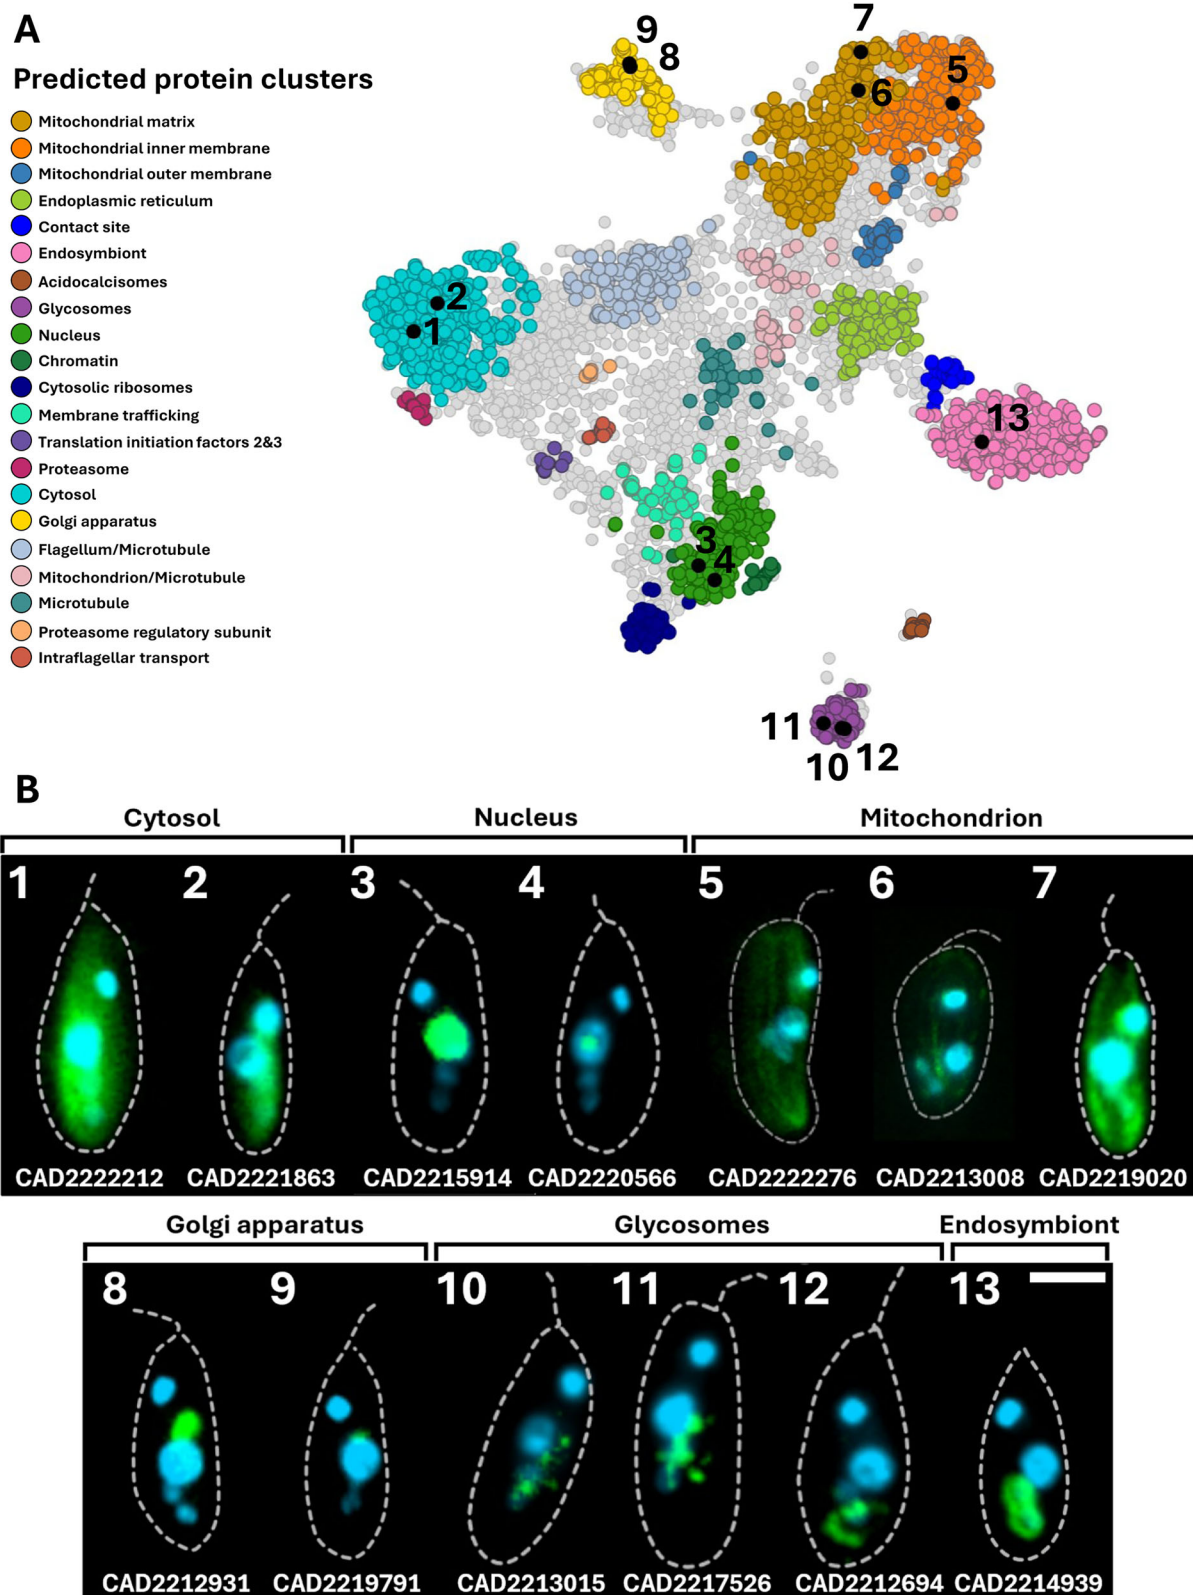 A
Predicted protein clusters
Mitochondrial matrix
Mitochondrial inner membrane
Mitochondrial outer membrane
Endoplasmic reticulum
Contact site
Endosymbiont
Acidocalcisomes
Glycosomes
Nucleus
Chromatin
Cytosolic ribosomes
Membrane trafficking
Translation initiation factors 2&3
Proteasome
Cytosol
Golgi apparatus
Flagellum/Microtubule
Mitochondrion/Microtubule
Microtubule
Proteasome regulatory subunit
Intraflagellar transport
9
8
7
5
6
2
1
13
3
4
11
10
12
B
Cytosol Nucleus Mitochondrion
1 2 3 4 5 6 7
CAD2222212 CAD2221863 CAD2215914 CAD2220566 CAD2222276 CAD2213008 CAD2219020
Golgi apparatus Glycosomes Endosymbiont
8 9 10 11 12 13
CAD2212931 CAD2219791 CAD2213015 CAD2217526 CAD2212694 CAD2214939